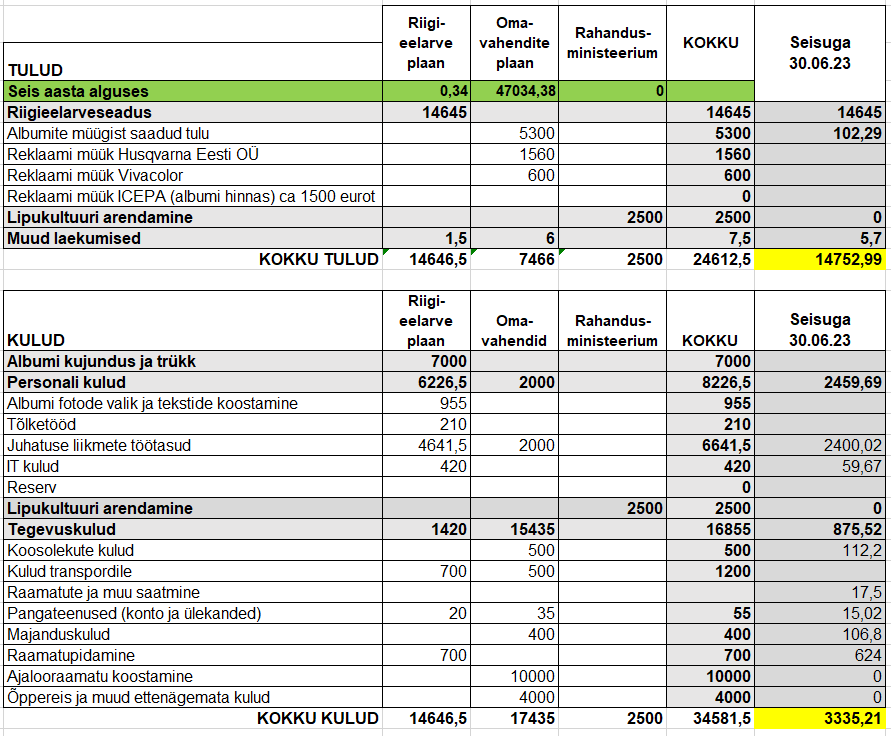 TULUD Riigi-eelarve plaan Oma-vahendite plaan Rahandus-ministeerium KOKKU Seisuga 30.06.23
Seis aasta alguses 0,34 47034,38 0
Riigieelarveseadus 14645 14645 14645
Albumite müügist saadud tulu 5300 5300 102,29
Reklaami müük Husqvarna Eesti OÜ 1560 1560
Reklaami müük Vivacolor 600 600
Reklaami müük ICEPA (albumi hinnas) ca 1500 eurot 0
Lipukultuuri arendamine 2500 2500 0
Muud laekumised 1,5 6 7,5 5,7
KOKKU TULUD 14646,5 7466 2500 24612,5 14752,99
KULUD Riigi-eelarve plaan Oma-vahendid Rahandus-ministeerium KOKKU Seisuga 30.06.23
Albumi kujundus ja trükk 7000 7000
Personali kulud 6226,5 2000 8226,5 2459,69
Albumi fotode valik ja tekstide koostamine 955 955
Tõlketööd 210 210
Juhatuse liikmete töötasud 4641,5 2000 6641,5 2400,02
IT kulud 420 420 59,67
Reserv 0
Lipukultuuri arendamine 2500 2500 0
Tegevuskulud 1420 15435 16855 875,52
Koosolekute kulud 500 500 112,2
Kulud transpordile 700 500 1200
Raamatute ja muu saatmine 17,5
Pangateenused (konto ja ülekanded) 20 35 55 15,02
Majanduskulud 400 400 106,8
Raamatupidamine 700 700 624
Ajalooraamatu koostamine 10000 10000 0
Õppereis ja muud ettenägemata kulud 4000 4000 0
KOKKU KULUD 14646,5 17435 2500 34581,5 3335,21